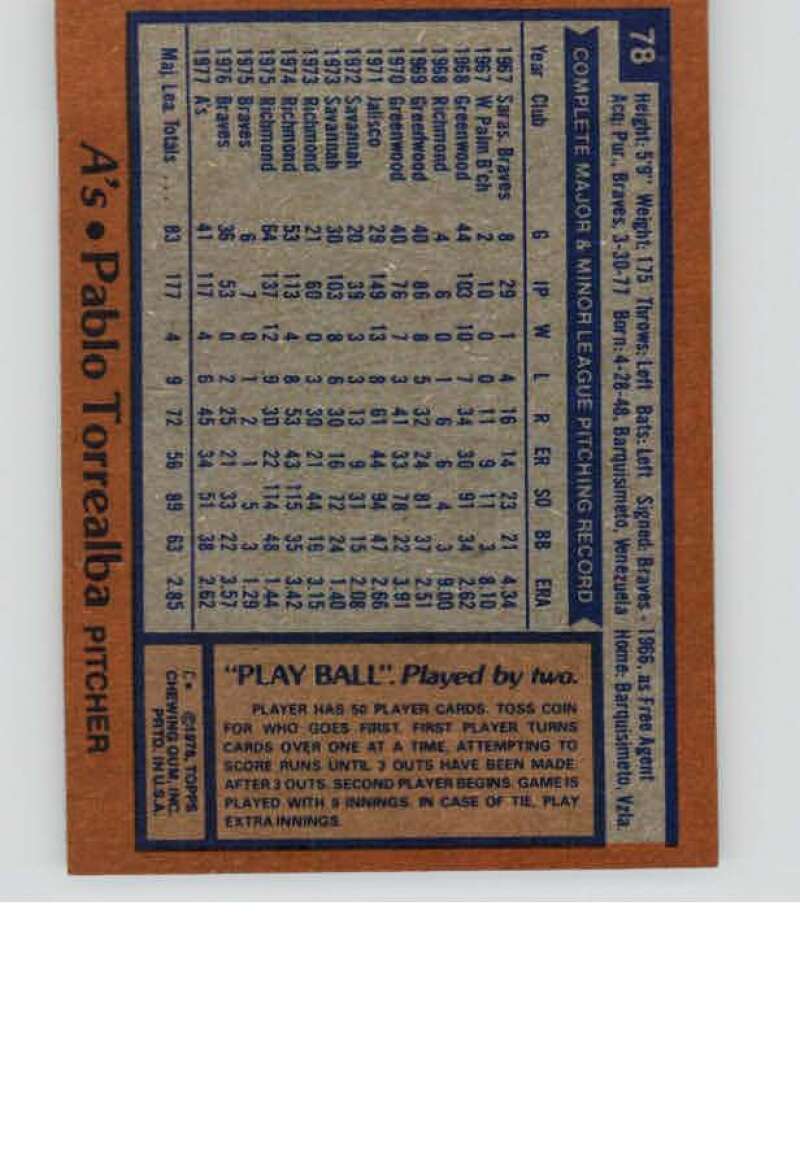 78
Height: 5'9" Weight: 175 Throws: Left Bats: Left Signed: Braves - 1966, as Free Agent
Acq: Pur., Braves, 3-30-77 Born: 4-28-48, Barquisimeto, Venezuela Home: Barquisimeto, Vzla.
COMPLETE MAJOR & MINOR LEAGUE PITCHING RECORD
Year Club G IP W L R ER SO BB ERA
1967 Saras. Braves 8 29 1 4 16 14 23 21 4.34
1967 W Palm B'ch 2 10 0 0 11 9 11 3 8.10
1968 Greenwood 44 103 10 7 34 30 91 34 2.62
1968 Richmond 4 6 0 1 6 6 4 3 9.00
1969 Greenwood 40 86 8 5 32 24 81 37 2.51
1970 Greenwood 40 76 7 3 41 33 78 22 3.91
1971 Jalisco 29 149 13 8 61 44 94 47 2.66
1972 Savannah 20 39 3 3 13 9 31 15 2.08
1973 Savannah 30 103 8 6 30 16 72 24 1.40
1973 Richmond 21 60 0 3 30 21 44 16 3.15
1974 Richmond 53 113 4 8 53 43 115 35 3.42
1975 Richmond 64 137 12 9 30 22 114 48 1.44
1975 Braves 6 7 0 1 2 1 5 3 1.29
1976 Braves 36 53 0 2 25 21 33 22 3.57
1977 A's 41 117 4 6 45 34 51 38 2.62
Maj Lea. Totals ... 83 177 4 9 72 56 89 63 2.85
"PLAY BALL". Played by two.
PLAYER HAS 50 PLAYER CARDS. TOSS COIN
FOR WHO GOES FIRST. FIRST PLAYER TURNS
CARDS OVER ONE AT A TIME, ATTEMPTING TO
SCORE RUNS UNTIL 3 OUTS HAVE BEEN MADE.
AFTER 3 OUTS, SECOND PLAYER BEGINS. GAME IS
PLAYED WITH 9 INNINGS. IN CASE OF TIE, PLAY
EXTRA INNINGS.
C* ©1978, TOPPS
CHEWING GUM, INC.
PRTD. IN U.S.A.
A's • Pablo Torrealba PITCHER